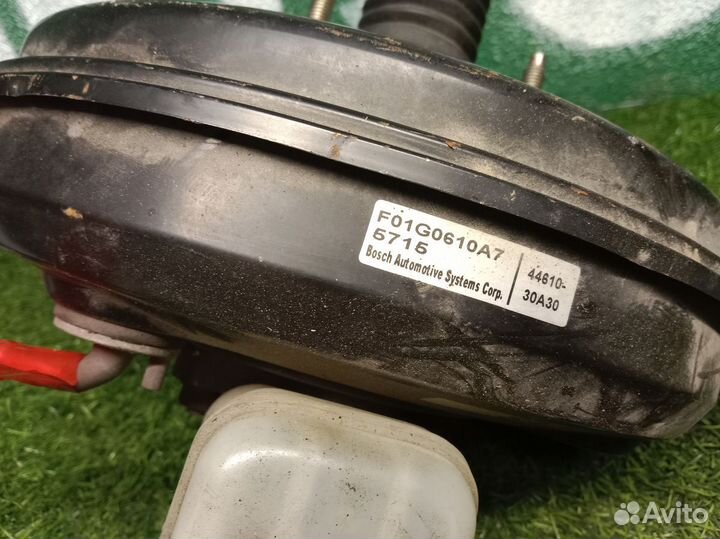 F01G0610A7
5715
Bosch Automotive Systems Corp.
44610-
30A30
Avito